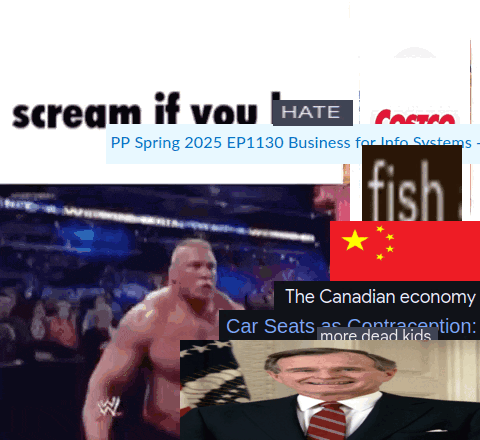 scream if you HATE
Costco
PP Spring 2025 EP1130 Business for Info Systems -
fish
The Canadian economy
Car Seats as Contraception:
more dead kids
W